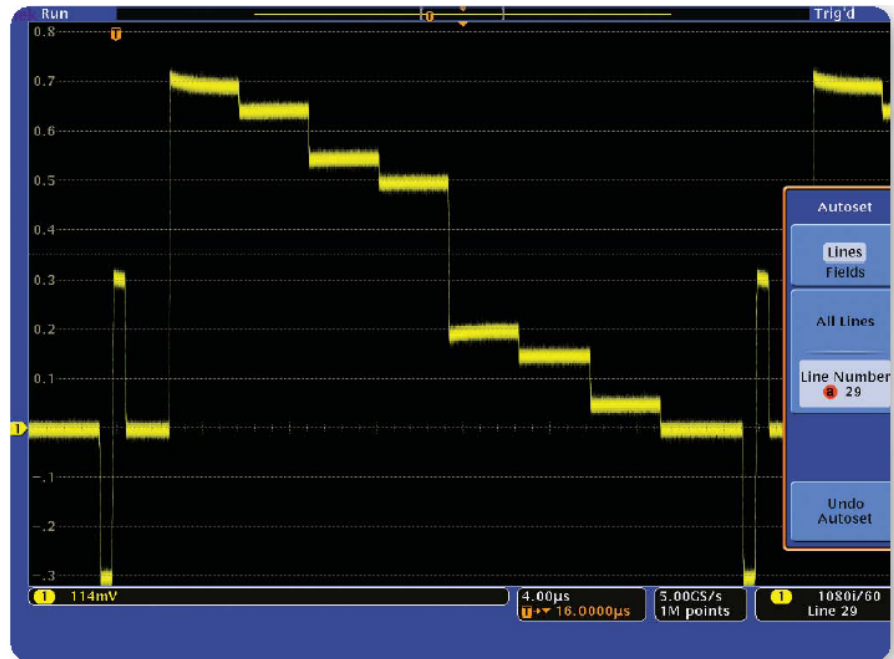 Run
Trig'd
T
0.8
0.7
0.6
0.5
0.4
0.3
0.2
0.1
1
-.1
-.2
-.3
Autoset
Lines
Fields
All Lines
Line Number
a 29
Undo
Autoset
1 114mV
4.00µs
T→▼ 16.0000µs
5.00GS/s
1M points
1 1080i/60
Line 29